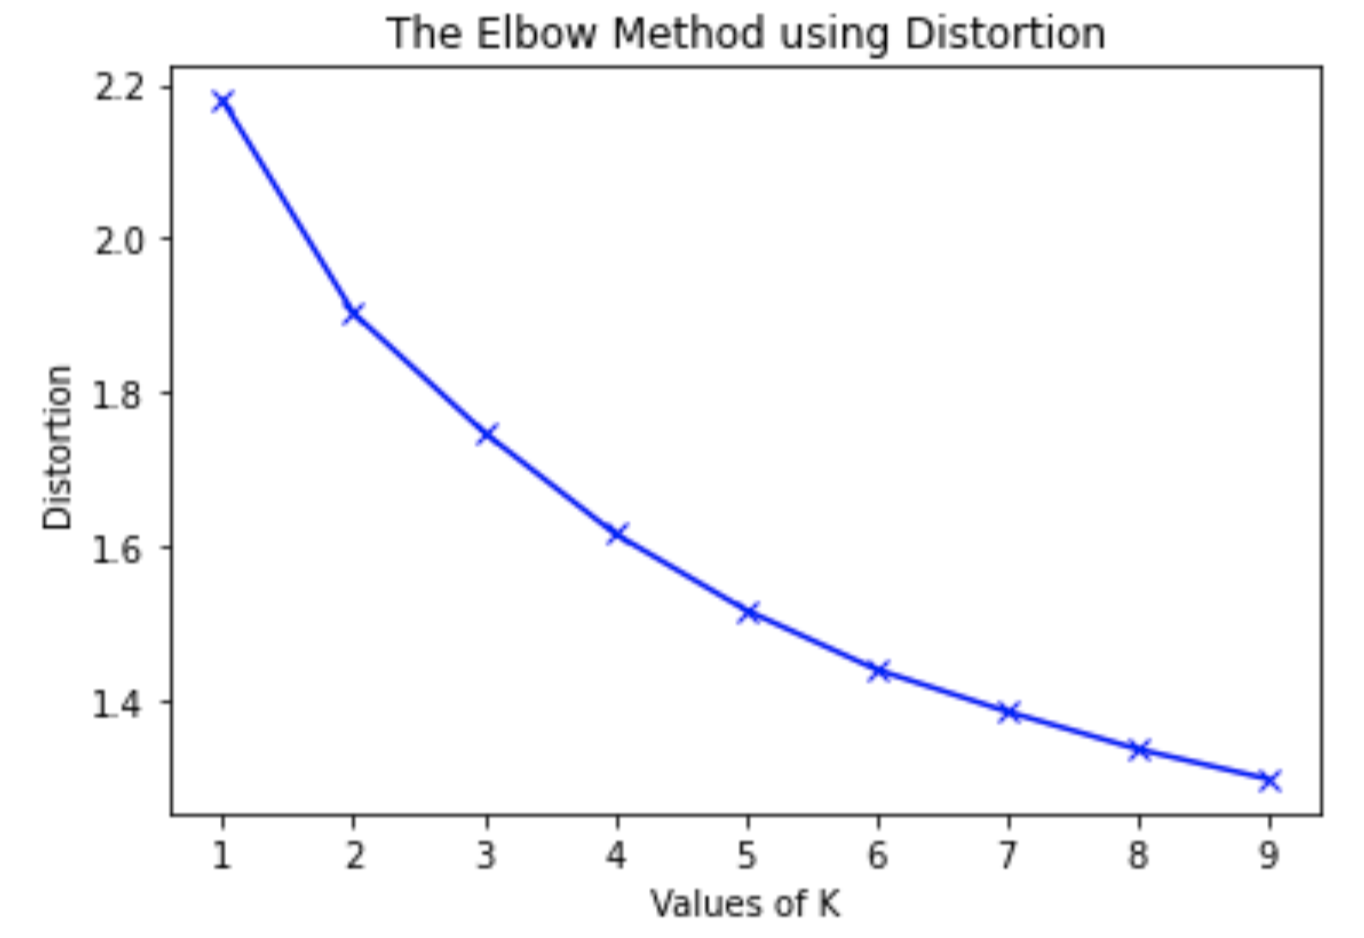 The Elbow Method using Distortion
2.2
2.0
1.8
1.6
1.4
Distortion
1 2 3 4 5 6 7 8 9
Values of K